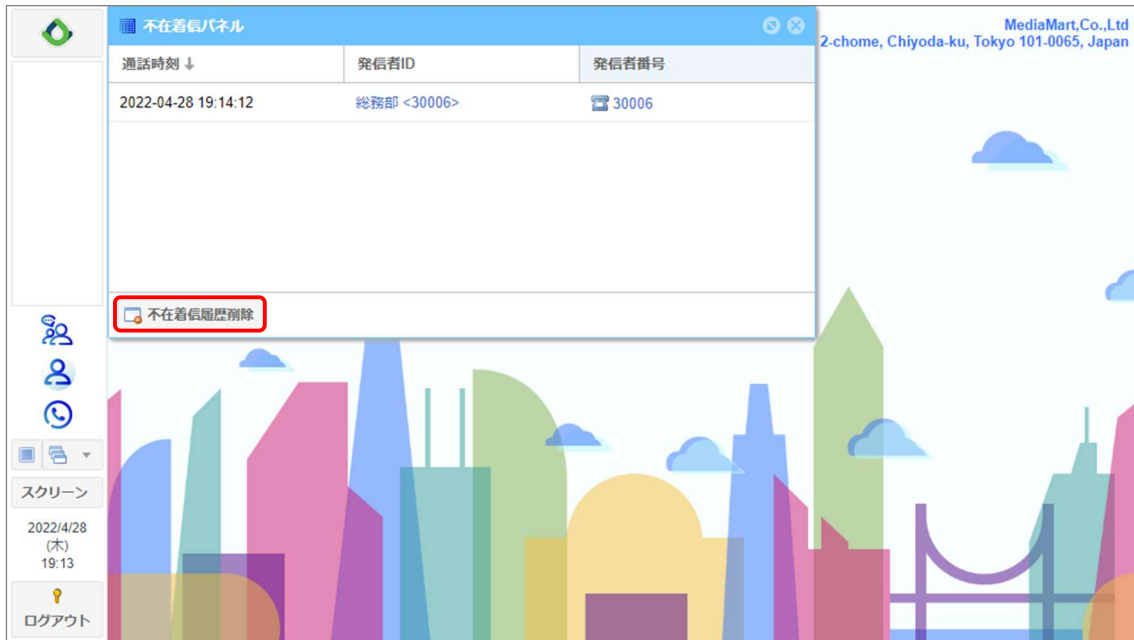 不在着信パネル
MediaMart,Co.,Ltd
2-chome, Chiyoda-ku, Tokyo 101-0065, Japan
通話時刻↓ 発信者ID 発信者番号
2022-04-28 19:14:12 総務部 <30006> 30006
不在着信履歴削除
スクリーン
2022/4/28
(木)
19:13
ログアウト